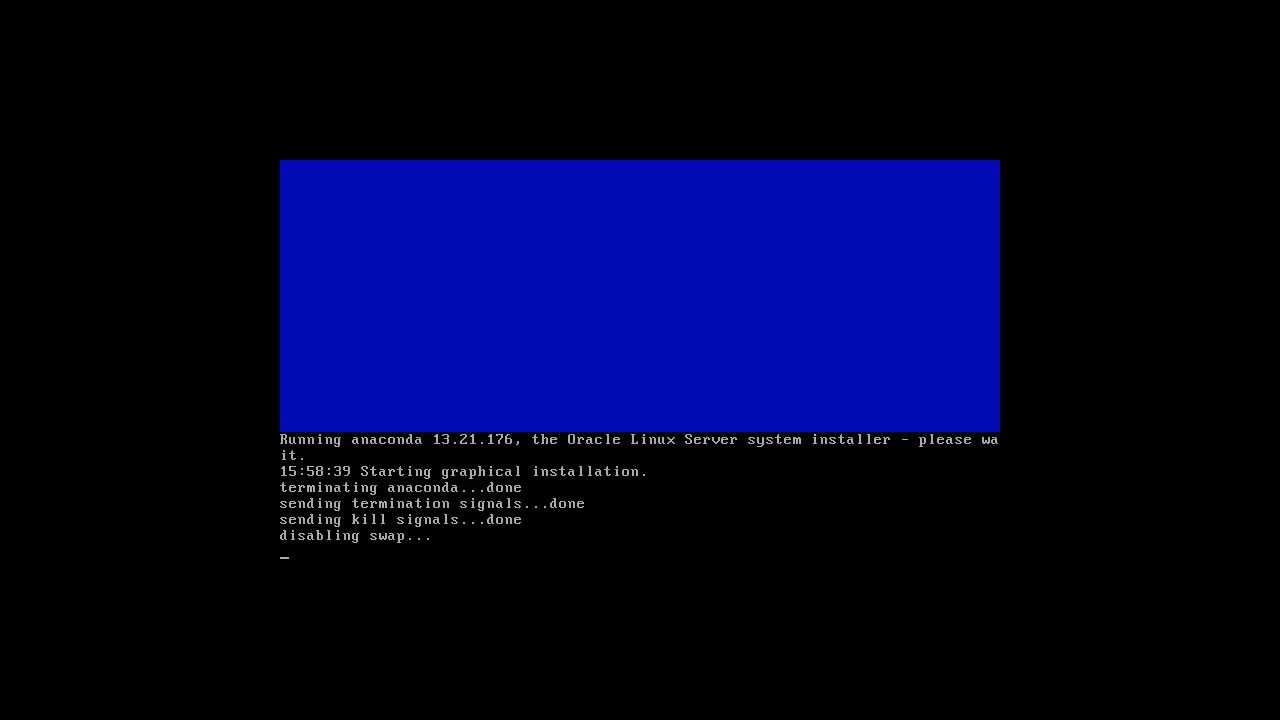 Running anaconda 13.21.176, the Oracle Linux Server system installer - please wa
it.
15:58:39 Starting graphical installation.
terminating anaconda...done
sending termination signals...done
sending kill signals...done
disabling swap...